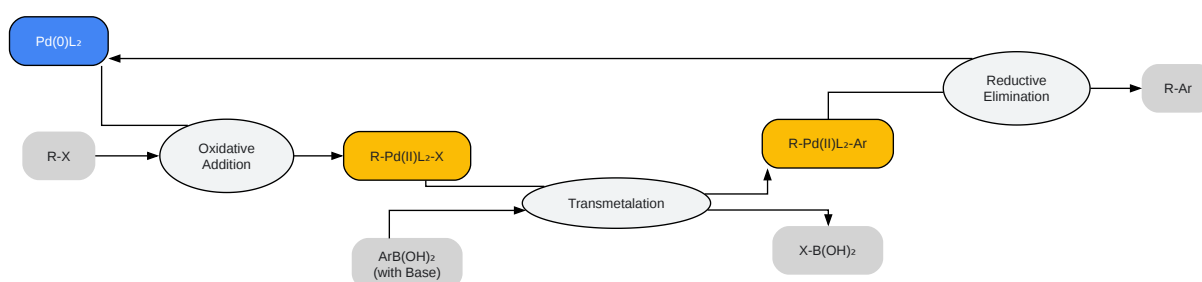 Pd(0)L₂
R-X
Oxidative
Addition
R-Pd(II)L₂-X
ArB(OH)₂
(with Base)
Transmetalation
R-Pd(II)L₂-Ar
X-B(OH)₂
Reductive
Elimination
R-Ar